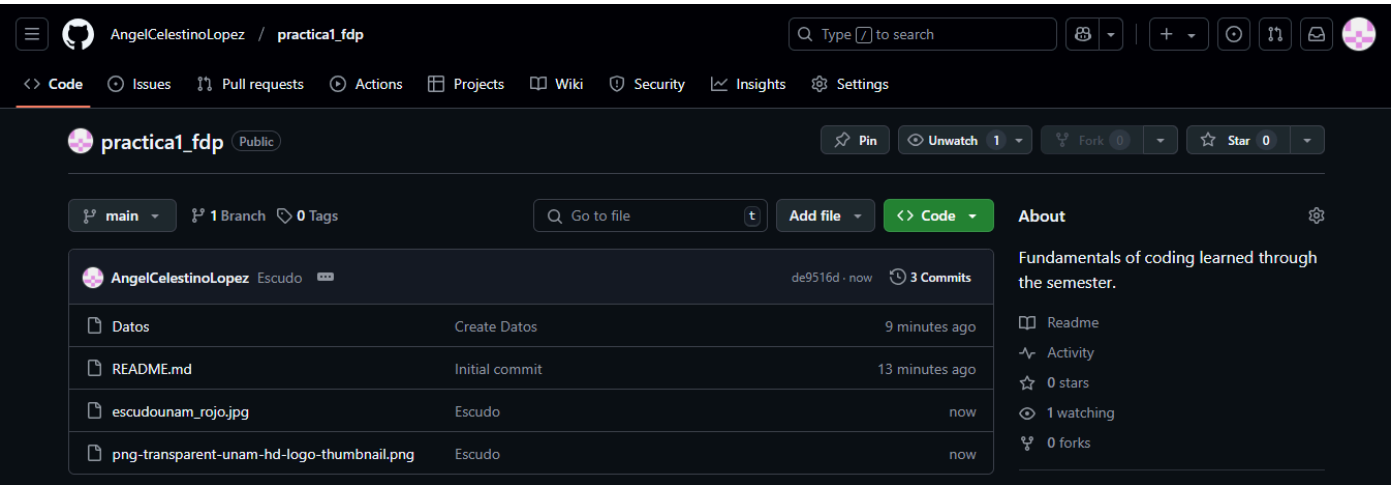 AngelCelestinoLopez / practica1_fdp
Type / to search
Code Issues Pull requests Actions Projects Wiki Security Insights Settings
practica1_fdp Public
Pin Unwatch 1 Fork 0 Star 0
main 1 Branch 0 Tags
Go to file t
Add file Code
AngelCelestinoLopez Escudo de9516d · now 3 Commits
Datos Create Datos 9 minutes ago
README.md Initial commit 13 minutes ago
escudounam_rojo.jpg Escudo now
png-transparent-unam-hd-logo-thumbnail.png Escudo now
About
Fundamentals of coding learned through
the semester.
Readme
Activity
0 stars
1 watching
0 forks